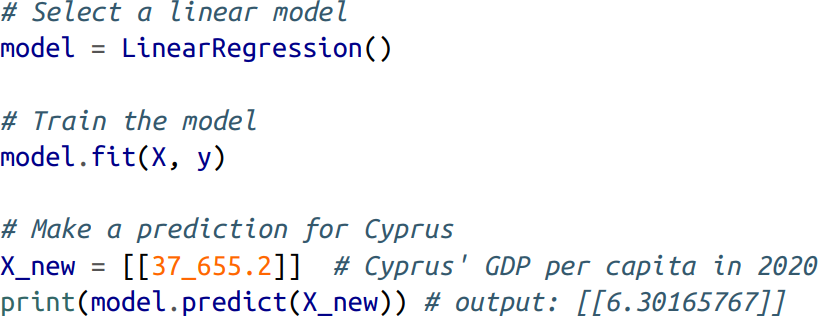 # Select a linear model
model = LinearRegression()
# Train the model
model.fit(X, y)
# Make a prediction for Cyprus
X_new = [[37_655.2]]  # Cyprus' GDP per capita in 2020
print(model.predict(X_new)) # output: [[6.30165767]]